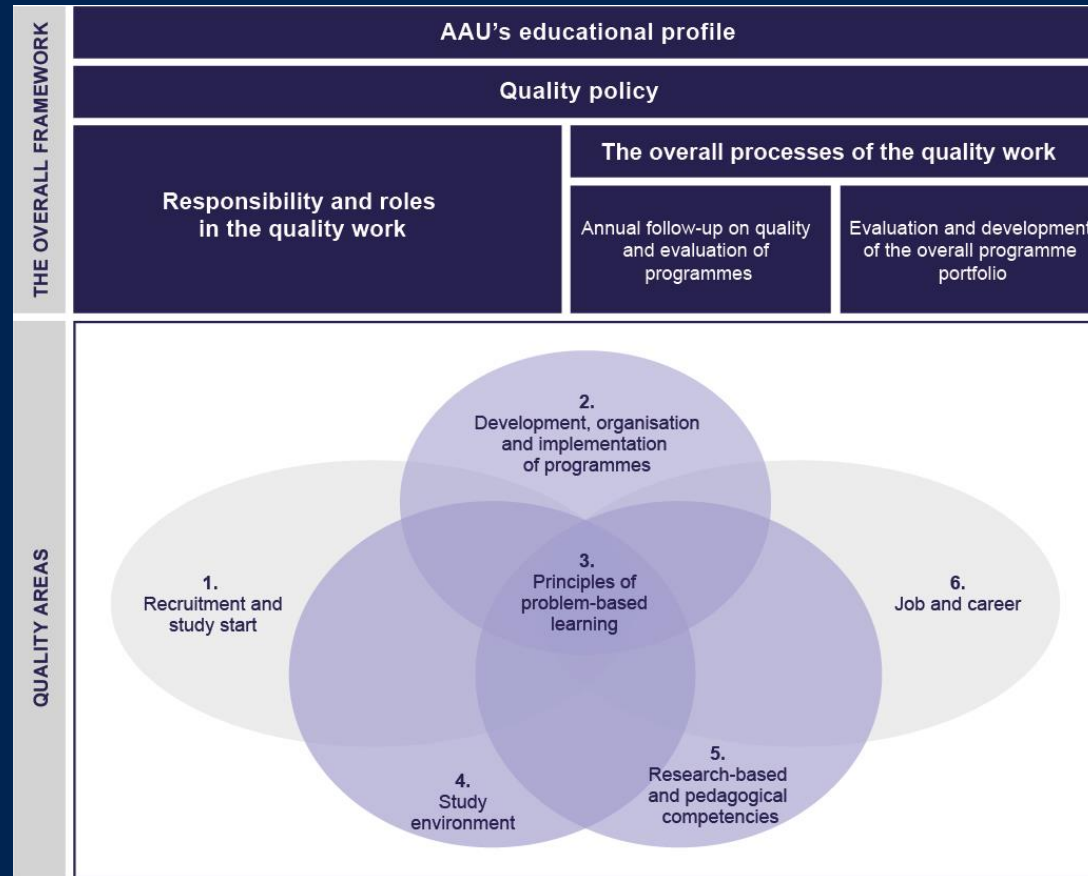 THE OVERALL FRAMEWORK
AAU's educational profile
Quality policy
Responsibility and roles
in the quality work
The overall processes of the quality work
Annual follow-up on quality
and evaluation of
programmes
Evaluation and development
of the overall programme
portfolio
QUALITY AREAS
1.
Recruitment and
study start
2.
Development, organisation
and implementation
of programmes
3.
Principles of
problem-based
learning
4.
Study
environment
5.
Research-based
and pedagogical
competencies
6.
Job and career